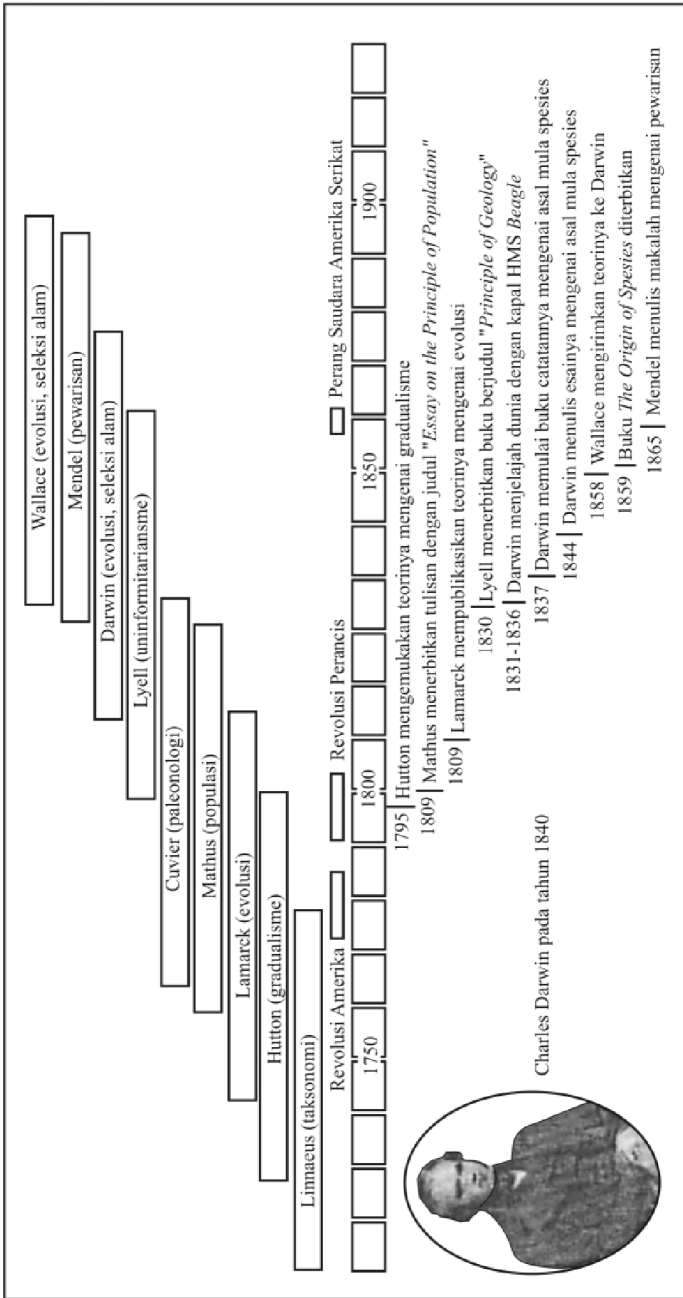 Wallace (evolusi, seleksi alam)
Mendel (pewarisan)
Darwin (evolusi, seleksi alam)
Lyell (uninformitariansme)
Cuvier (paleonologi)
Mathus (populasi)
Lamarck (evolusi)
Hutton (gradualisme)
Linnaeus (taksonomi)
Revolusi Amerika
Revolusi Perancis
Perang Saudara Amerika Serikat
1750
1800
1850
1900
1795 Hutton mengemukakan teorinya mengenai gradualisme
1809 Mathus menerbitkan tulisan dengan judul "Essay on the Principle of Population"
1809 Lamarck mempublikasikan teorinya mengenai evolusi
1830 Lyell menerbitkan buku berjudul "Principle of Geology"
1831-1836 Darwin menjelajah dunia dengan kapal HMS Beagle
1837 Darwin memulai buku catatannya mengenai asal mula spesies
1844 Darwin menulis esainya mengenai asal mula spesies
1858 Wallace mengirimkan teorinya ke Darwin
1859 Buku The Origin of Spesies diterbitkan
1865 Mendel menulis makalah mengenai pewarisan
Charles Darwin pada tahun 1840